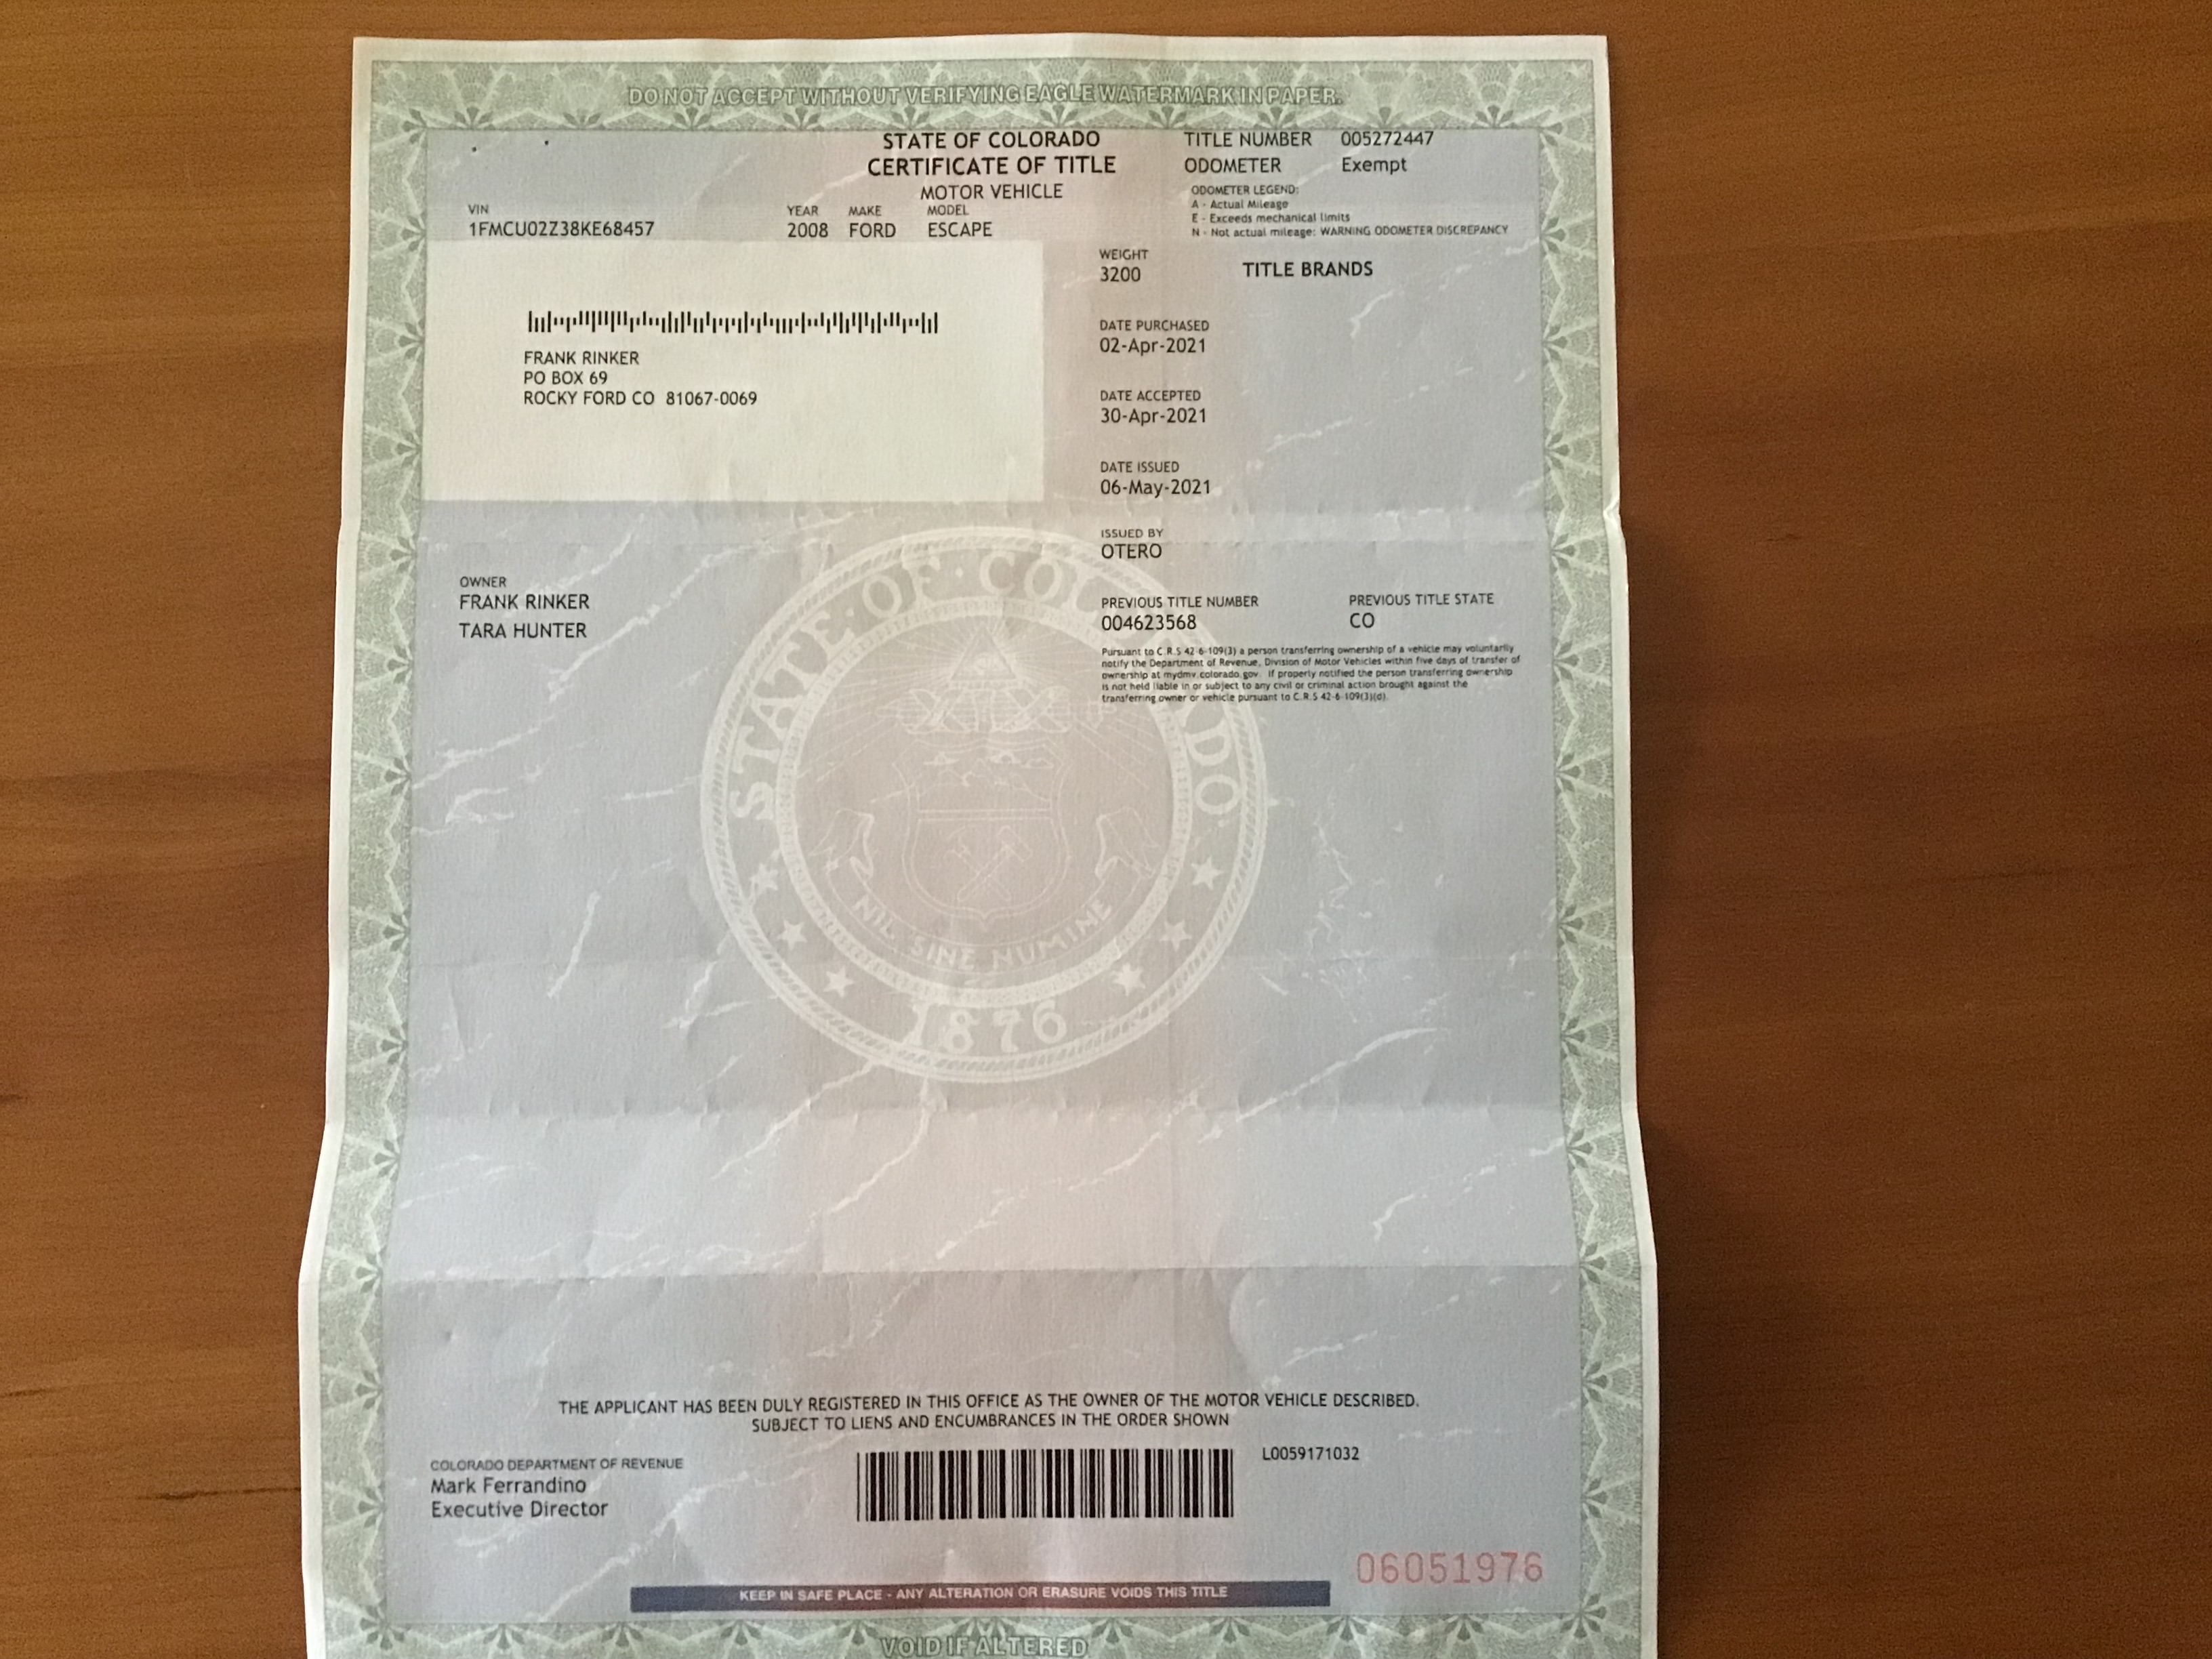 DO NOT ACCEPT WITHOUT VERIFYING EAGLE WATERMARK IN PAPER.
STATE OF COLORADO
CERTIFICATE OF TITLE
MOTOR VEHICLE
TITLE NUMBER 005272447
ODOMETER Exempt
ODOMETER LEGEND:
A - Actual Mileage
E - Exceeds mechanical limits
N - Not actual mileage: WARNING ODOMETER DISCREPANCY
VIN YEAR MAKE MODEL
1FMCU02Z38KE68457 2008 FORD ESCAPE
WEIGHT
3200
TITLE BRANDS
FRANK RINKER
PO BOX 69
ROCKY FORD CO 81067-0069
DATE PURCHASED
02-Apr-2021
DATE ACCEPTED
30-Apr-2021
DATE ISSUED
06-May-2021
ISSUED BY
OTERO
OWNER
FRANK RINKER
TARA HUNTER
PREVIOUS TITLE NUMBER PREVIOUS TITLE STATE
004623568 CO
Pursuant to C.R.S 42-6-109(3) a person transferring ownership of a vehicle may voluntarily
notify the Department of Revenue, Division of Motor Vehicles within five days of transfer of
ownership at mydmv.colorado.gov. If properly notified the person transferring ownership
is not held liable in or subject to any civil or criminal action brought against the
transferring owner or vehicle pursuant to C.R.S 42-6-109(3)(d).
STATE OF COLORADO
NIL SINE NUMINE
1876
THE APPLICANT HAS BEEN DULY REGISTERED IN THIS OFFICE AS THE OWNER OF THE MOTOR VEHICLE DESCRIBED.
SUBJECT TO LIENS AND ENCUMBRANCES IN THE ORDER SHOWN
COLORADO DEPARTMENT OF REVENUE
Mark Ferrandino
Executive Director
L0059171032
06051976
KEEP IN SAFE PLACE - ANY ALTERATION OR ERASURE VOIDS THIS TITLE
VOID IF ALTERED